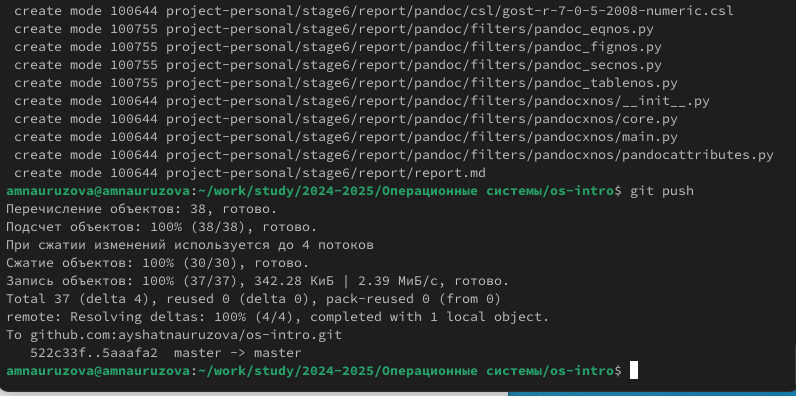 create mode 100644 project-personal/stage6/report/pandoc/csl/gost-r-7-0-5-2008-numeric.csl
create mode 100755 project-personal/stage6/report/pandoc/filters/pandoc_eqnos.py
create mode 100755 project-personal/stage6/report/pandoc/filters/pandoc_fignos.py
create mode 100755 project-personal/stage6/report/pandoc/filters/pandoc_secnos.py
create mode 100755 project-personal/stage6/report/pandoc/filters/pandoc_tablenos.py
create mode 100644 project-personal/stage6/report/pandoc/filters/pandocxnos/__init__.py
create mode 100644 project-personal/stage6/report/pandoc/filters/pandocxnos/core.py
create mode 100644 project-personal/stage6/report/pandoc/filters/pandocxnos/main.py
create mode 100644 project-personal/stage6/report/pandoc/filters/pandocxnos/pandocattributes.py
create mode 100644 project-personal/stage6/report/report.md
amnauruzova@amnauruzova:~/work/study/2024-2025/Операционные системы/os-intro$ git push
Перечисление объектов: 38, готово.
Подсчет объектов: 100% (38/38), готово.
При сжатии изменений используется до 4 потоков
Сжатие объектов: 100% (30/30), готово.
Запись объектов: 100% (37/37), 342.28 КиБ | 2.39 МиБ/с, готово.
Total 37 (delta 4), reused 0 (delta 0), pack-reused 0 (from 0)
remote: Resolving deltas: 100% (4/4), completed with 1 local object.
To github.com:ayshatnauruzova/os-intro.git
522c33f..5aaafa2  master -> master
amnauruzova@amnauruzova:~/work/study/2024-2025/Операционные системы/os-intro$